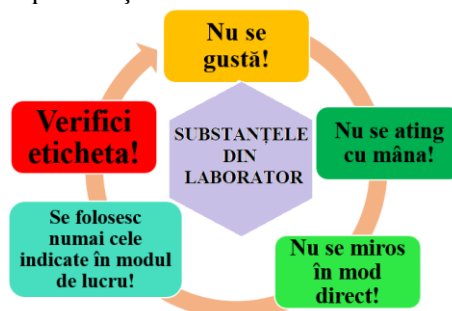 Nu se
gustă!
Nu se ating
cu mâna!
Nu se miros
în mod
direct!
Se folosesc
numai cele
indicate în modul
de lucru!
Verifici
eticheta!
SUBSTANȚELE
DIN
LABORATOR